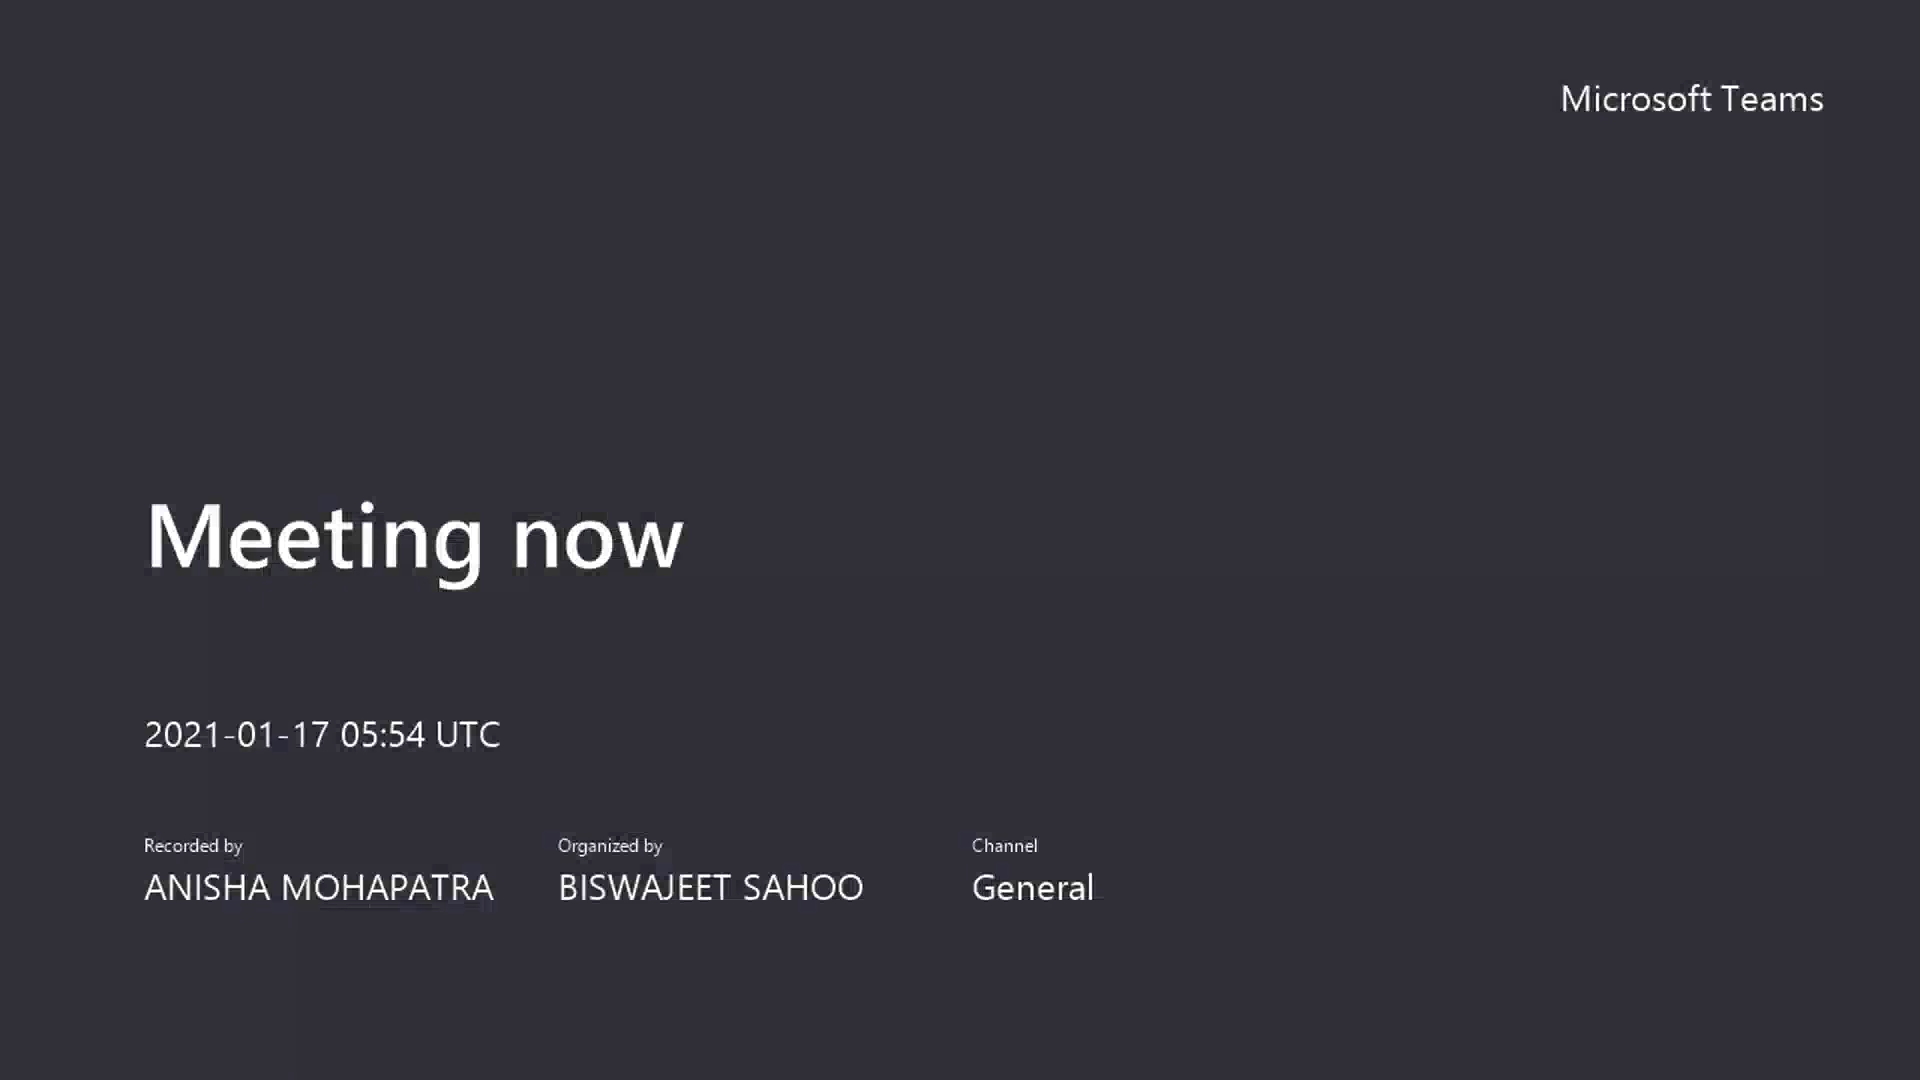 Microsoft Teams
Meeting now
2021-01-17 05:54 UTC
Recorded by
ANISHA MOHAPATRA
Organized by
BISWAJEET SAHOO
Channel
General